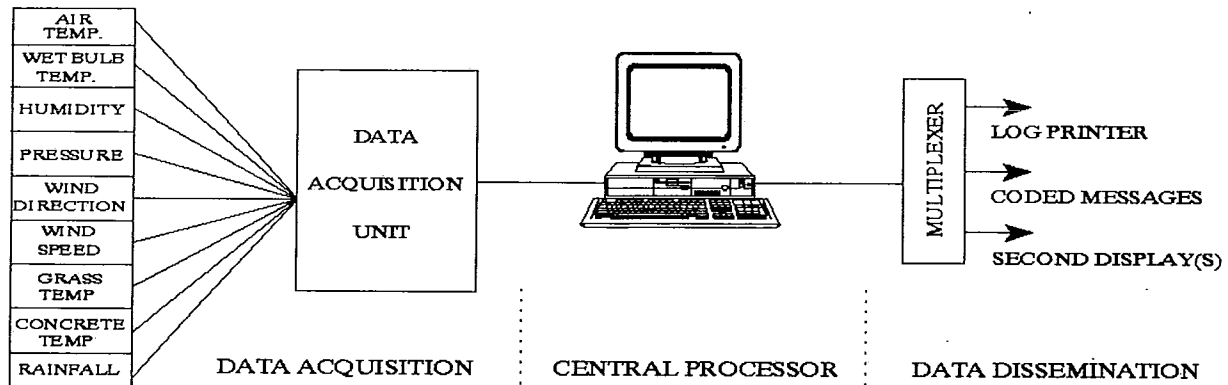 AIR
TEMP.
WET BULB
TEMP.
HUMIDITY
PRESSURE
WIND
DIRECTION
WIND
SPEED
GRASS
TEMP
CONCRETE
TEMP
RAINFALL
DATA
ACQUISITION
UNIT
MULTIPLEXER
LOG PRINTER
CODED MESSAGES
SECOND DISPLAY(S)
DATA ACQUISITION
CENTRAL PROCESSOR
DATA DISSEMINATION